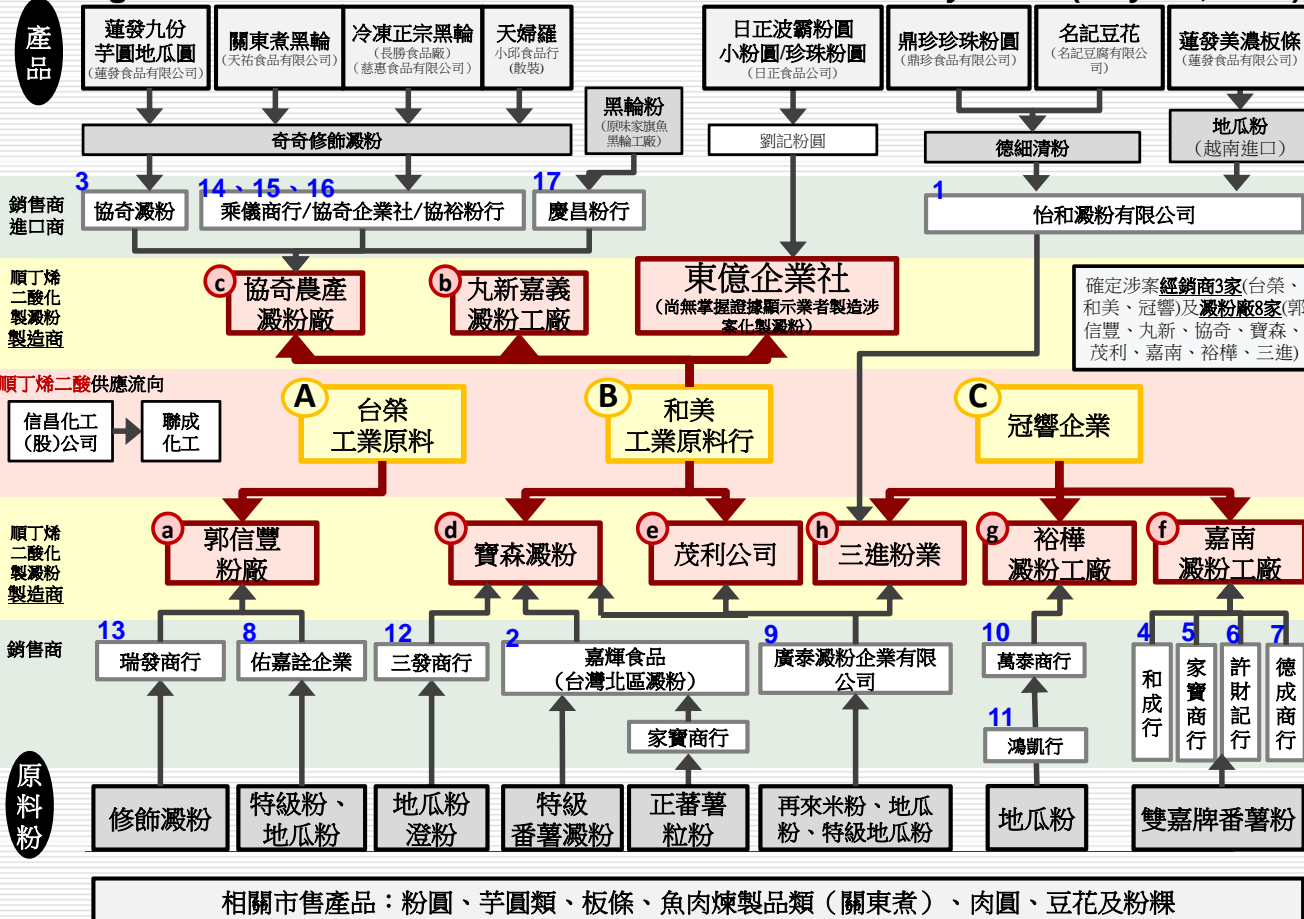 產品
蓮發九份
芋圓地瓜圓
(蓮發食品有限公司)
關東煮黑輪
(天祐食品有限公司)
冷凍正宗黑輪
(長勝食品廠)
(慈惠食品有限公司)
天婦羅
小邱食品行
(散裝)
日正波霸粉圓
小粉圓/珍珠粉圓
(日正食品公司)
鼎珍珍珠粉圓
(鼎珍食品有限公司)
名記豆花
(名記豆腐有限公
司)
蓮發美濃板條
(蓮發食品有限公司)
奇奇修飾澱粉
黑輪粉
(原味家旗魚
黑輪工廠)
劉記粉圓
德細清粉
地瓜粉
(越南進口)
銷售商
進口商
3
協奇澱粉
14、15、16
乘儀商行/協奇企業社/協裕粉行
17
慶昌粉行
1
怡和澱粉有限公司
順丁烯
二酸化
製澱粉
製造商
c
協奇農產
澱粉廠
b
丸新嘉義
澱粉工廠
東億企業社
(尚無掌握證據顯示業者製造涉
案化製澱粉)
確定涉案經銷商3家(台榮、
和美、冠響)及澱粉廠8家(郭
信豐、丸新、協奇、寶森、
茂利、嘉南、裕樺、三進)
順丁烯二酸供應流向
信昌化工
(股)公司
聯成
化工
A
台榮
工業原料
B
和美
工業原料行
C
冠響企業
順丁烯
二酸化
製澱粉
製造商
a
郭信豐
粉廠
d
寶森澱粉
e
茂利公司
h
三進粉業
g
裕樺
澱粉工廠
f
嘉南
澱粉工廠
銷售商
13
瑞發商行
8
佑嘉詮企業
12
三發商行
2
嘉輝食品
(台灣北區澱粉)
家寶商行
9
廣泰澱粉企業有限
公司
10
萬泰商行
11
鴻凱行
4
和成行
5
家寶商行
6
許財記行
7
德成商行
原料粉
修飾澱粉
特級粉、
地瓜粉
地瓜粉
澄粉
特級
番薯澱粉
正蕃薯
粒粉
再來米粉、地瓜
粉、特級地瓜粉
地瓜粉
雙嘉牌番薯粉
相關市售產品：粉圓、芋圓類、板條、魚肉煉製品類（關東煮）、肉圓、豆花及粉粿